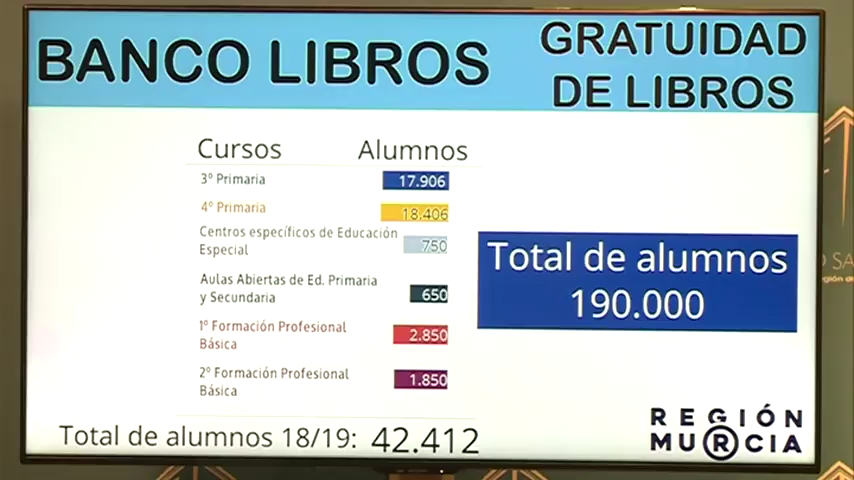 BANCO LIBROS
GRATUIDAD
DE LIBROS
Cursos Alumnos
3º Primaria 17.906
4º Primaria 18.406
Centros específicos de Educación
Especial 750
Aulas Abiertas de Ed. Primaria
y Secundaria 650
1º Formación Profesional
Básica 2.850
2º Formación Profesional
Básica 1.850
Total de alumnos 18/19: 42.412
Total de alumnos
190.000
REGIÓN
MURCIA